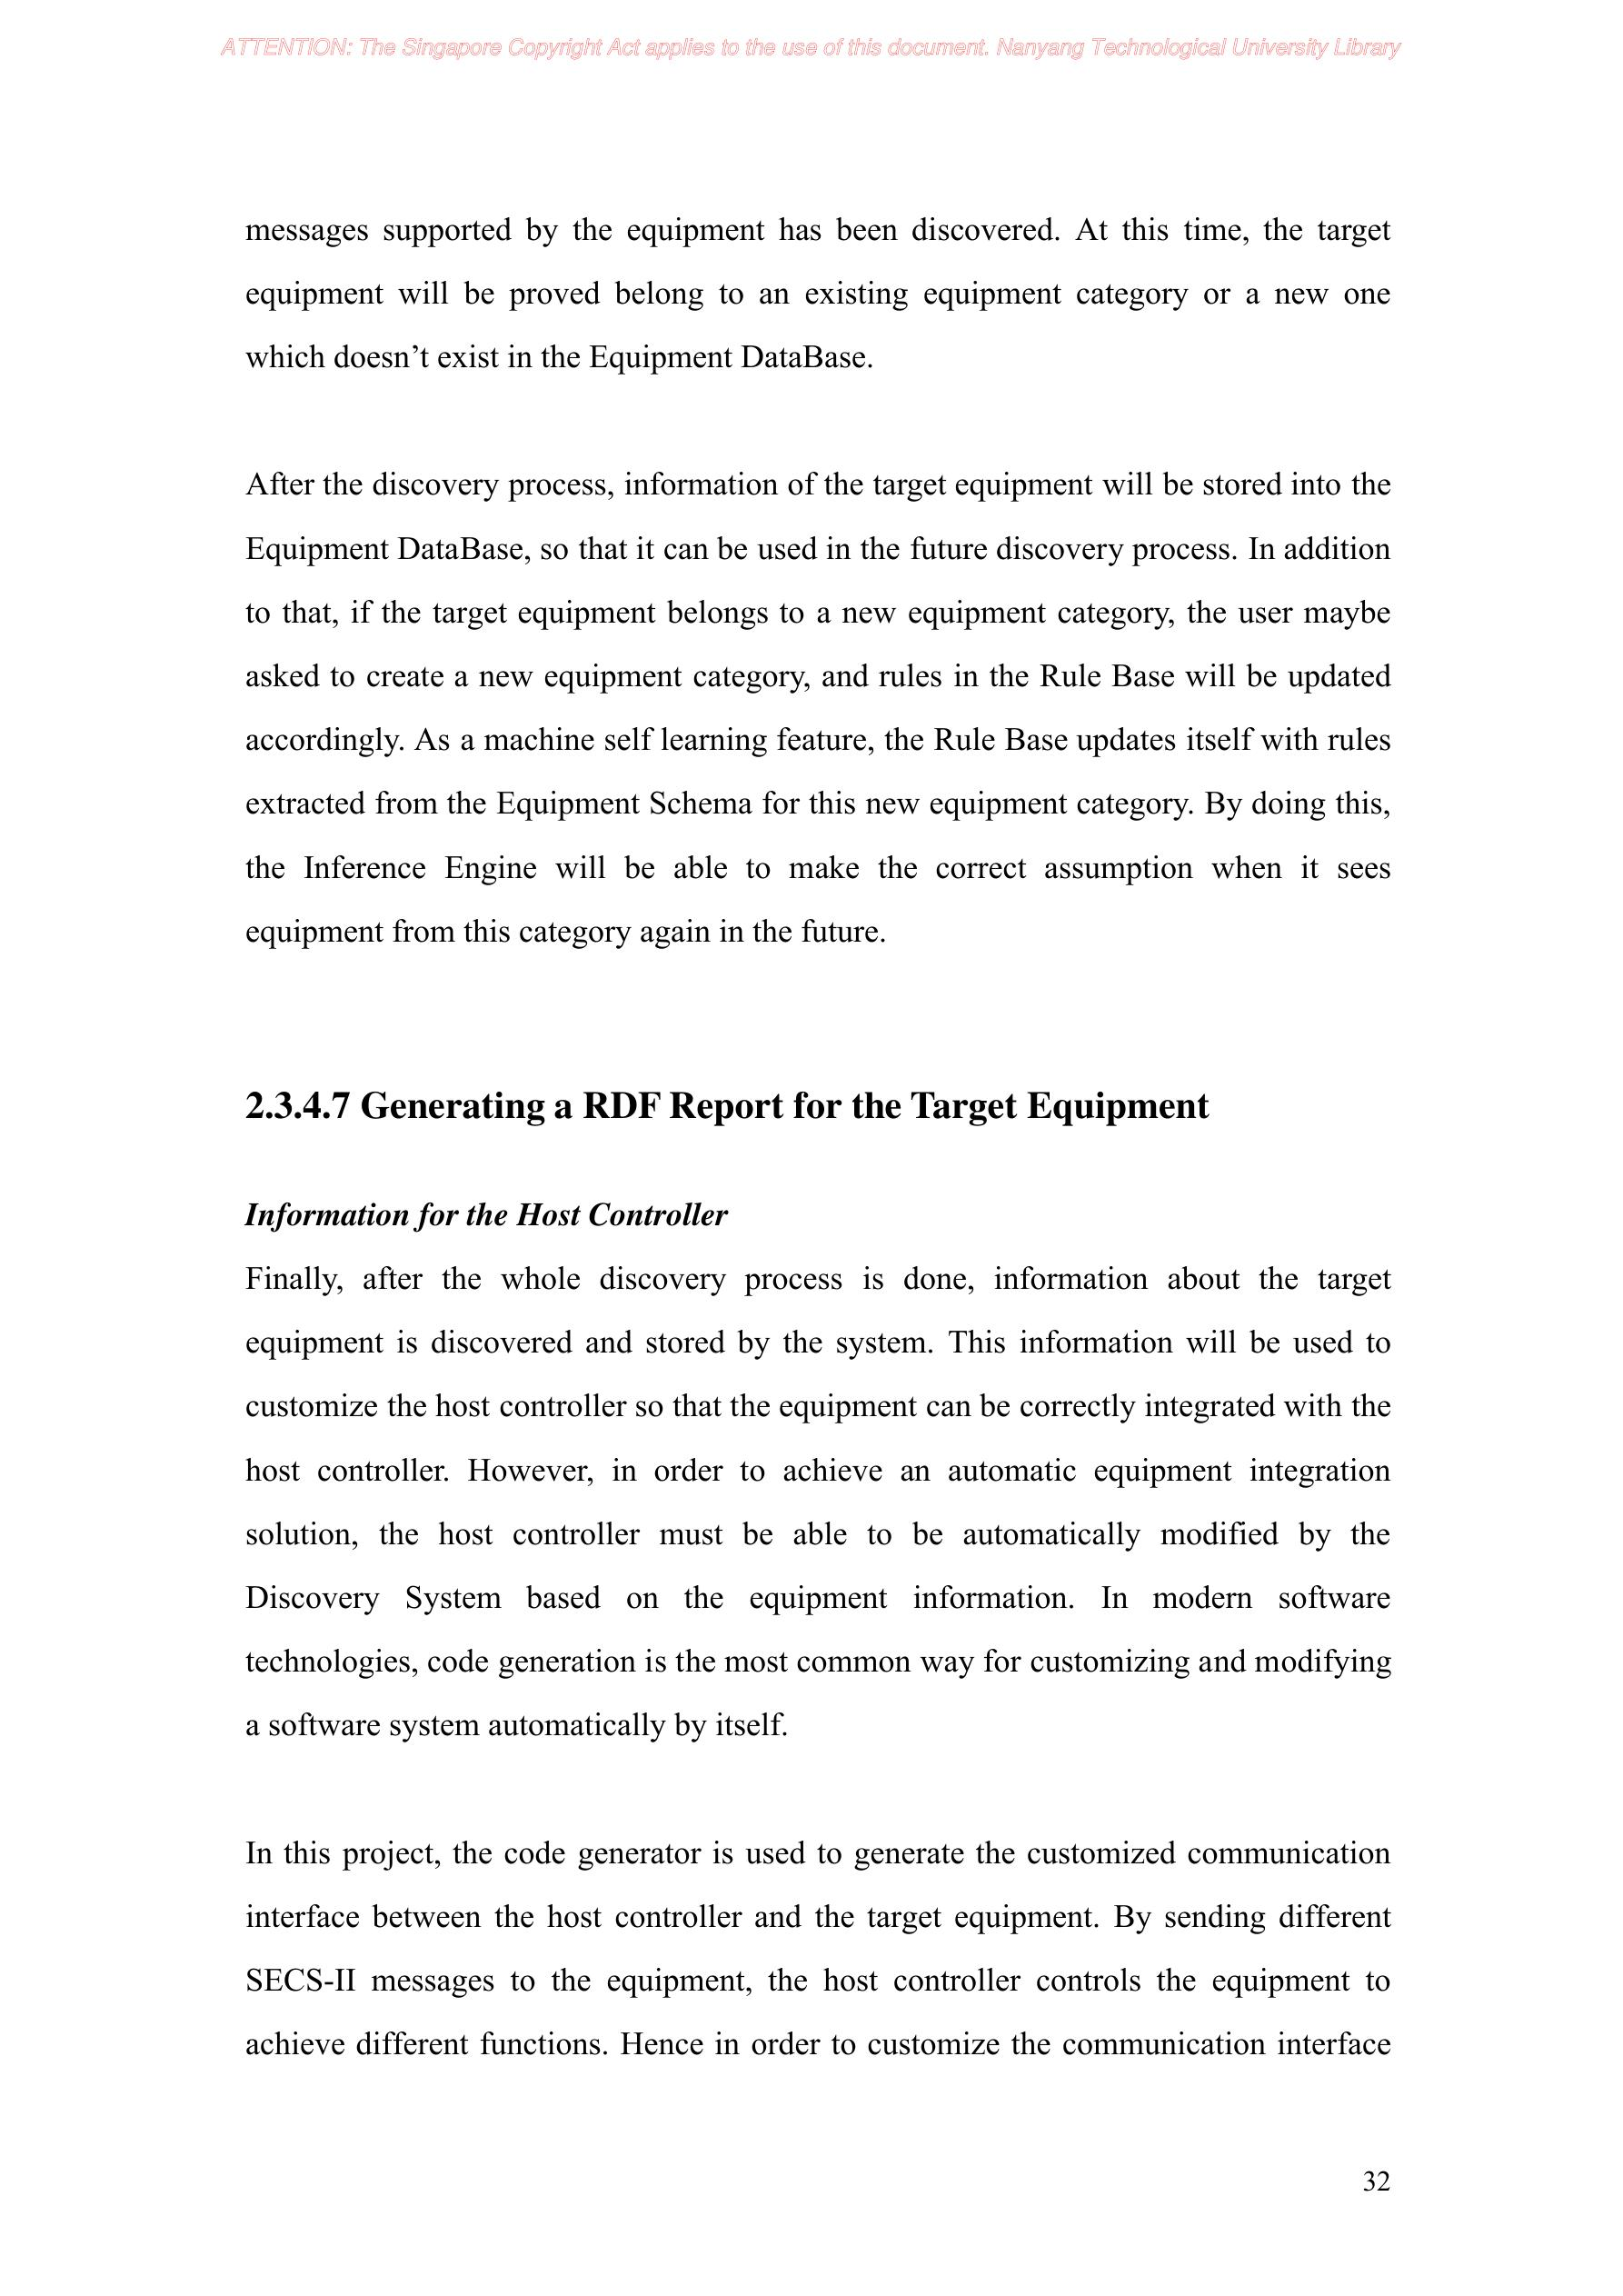 ATTENTION: The Singapore Copyright Act applies to the use of this document. Nanyang Technological University Library
messages supported by the equipment has been discovered. At this time, the target
equipment will be proved belong to an existing equipment category or a new one
which doesn’t exist in the Equipment DataBase.
After the discovery process, information of the target equipment will be stored into the
Equipment DataBase, so that it can be used in the future discovery process. In addition
to that, if the target equipment belongs to a new equipment category, the user maybe
asked to create a new equipment category, and rules in the Rule Base will be updated
accordingly. As a machine self learning feature, the Rule Base updates itself with rules
extracted from the Equipment Schema for this new equipment category. By doing this,
the Inference Engine will be able to make the correct assumption when it sees
equipment from this category again in the future.
2.3.4.7 Generating a RDF Report for the Target Equipment
Information for the Host Controller
Finally, after the whole discovery process is done, information about the target
equipment is discovered and stored by the system. This information will be used to
customize the host controller so that the equipment can be correctly integrated with the
host controller. However, in order to achieve an automatic equipment integration
solution, the host controller must be able to be automatically modified by the
Discovery System based on the equipment information. In modern software
technologies, code generation is the most common way for customizing and modifying
a software system automatically by itself.
In this project, the code generator is used to generate the customized communication
interface between the host controller and the target equipment. By sending different
SECS-II messages to the equipment, the host controller controls the equipment to
achieve different functions. Hence in order to customize the communication interface
32